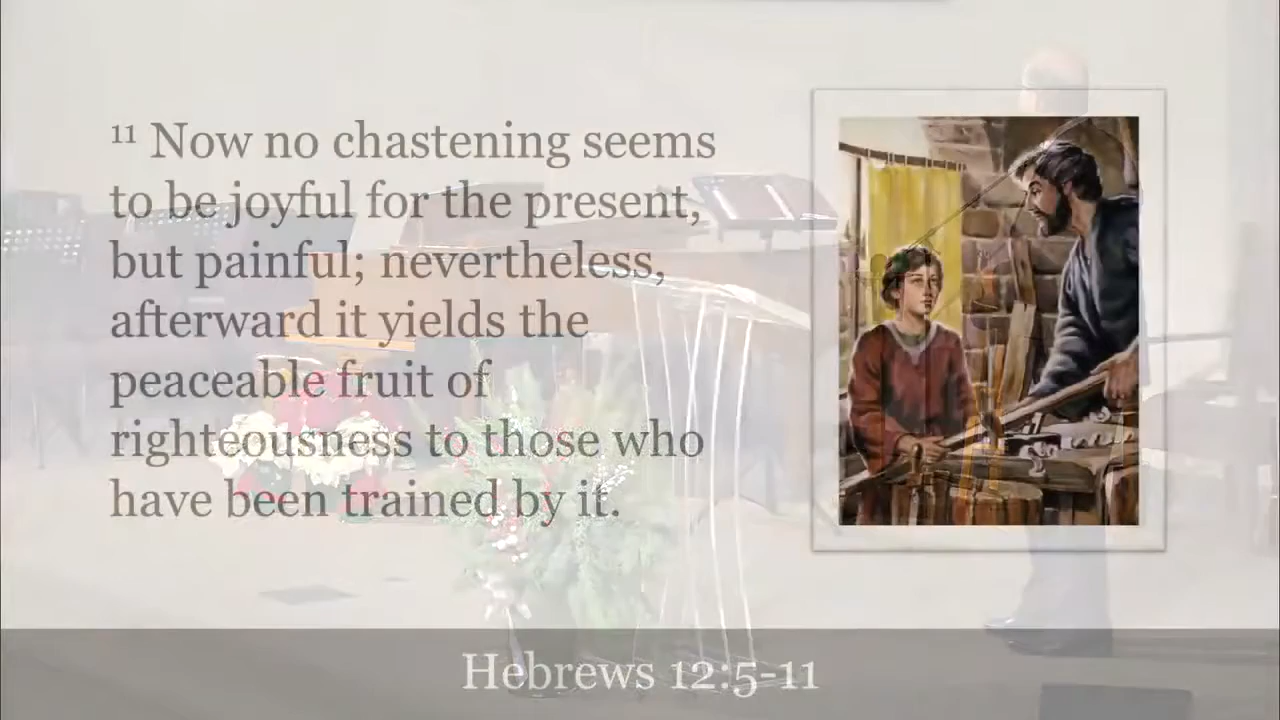 11 Now no chastening seems
to be joyful for the present,
but painful; nevertheless,
afterward it yields the
peaceable fruit of
righteousness to those who
have been trained by it.
Hebrews 12:5-11